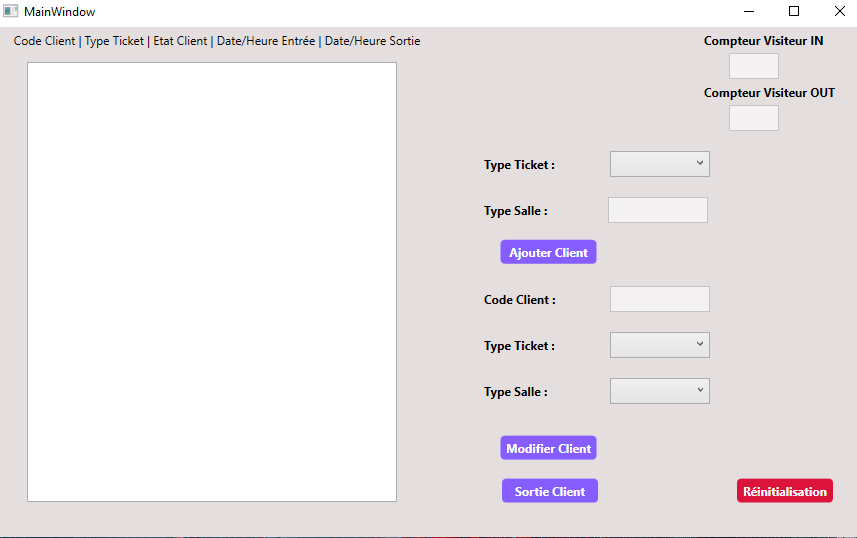 MainWindow
Code Client | Type Ticket | Etat Client | Date/Heure Entrée | Date/Heure Sortie
Compteur Visiteur IN
Compteur Visiteur OUT
Type Ticket :
Type Salle :
Ajouter Client
Code Client :
Type Ticket :
Type Salle :
Modifier Client
Sortie Client
Réinitialisation